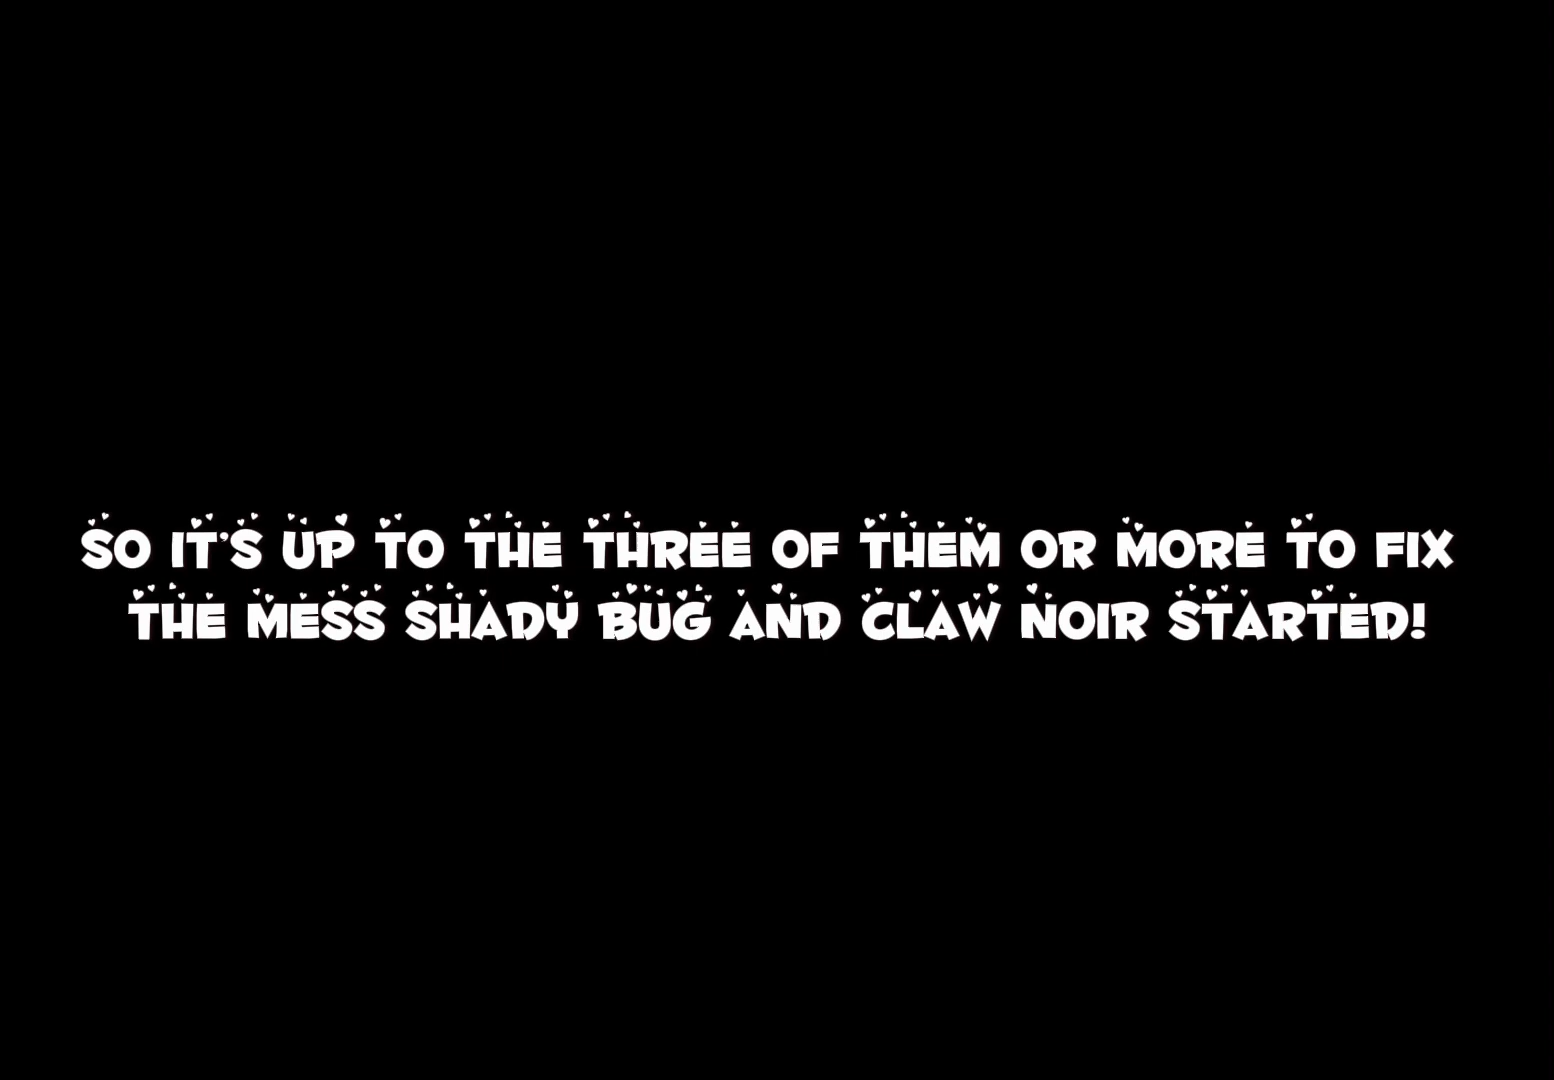 SO IT'S UP TO THE THREE OF THEM OR MORE TO FIX
THE MESS SHADY BUG AND CLAW NOIR STARTED!